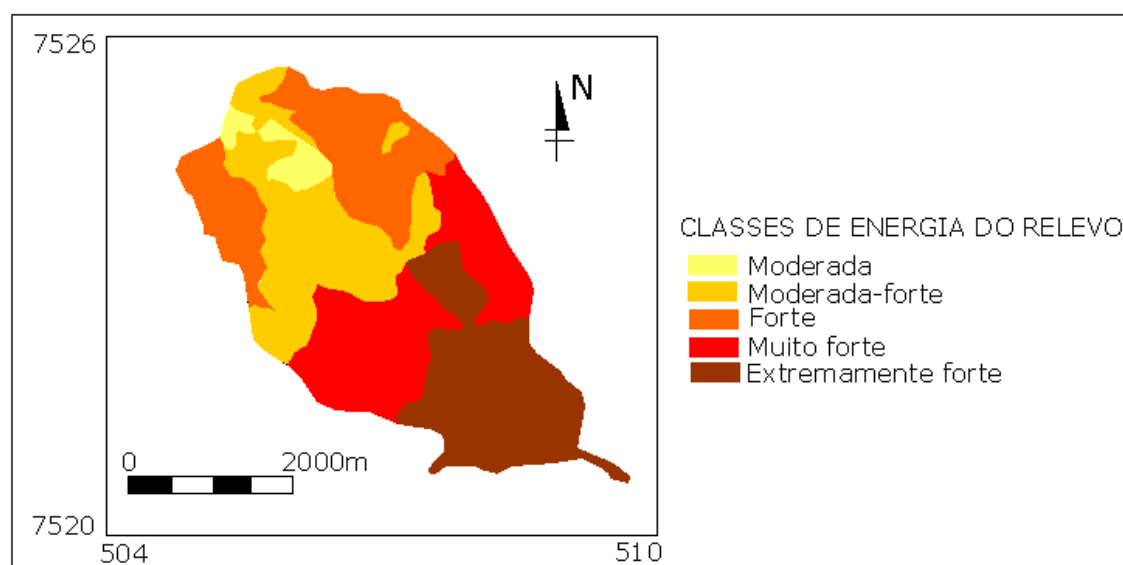 7526
N
CLASSES DE ENERGIA DO RELEVO
Moderada
Moderada-forte
Forte
Muito forte
Extremamente forte
0 2000m
7520
504 510